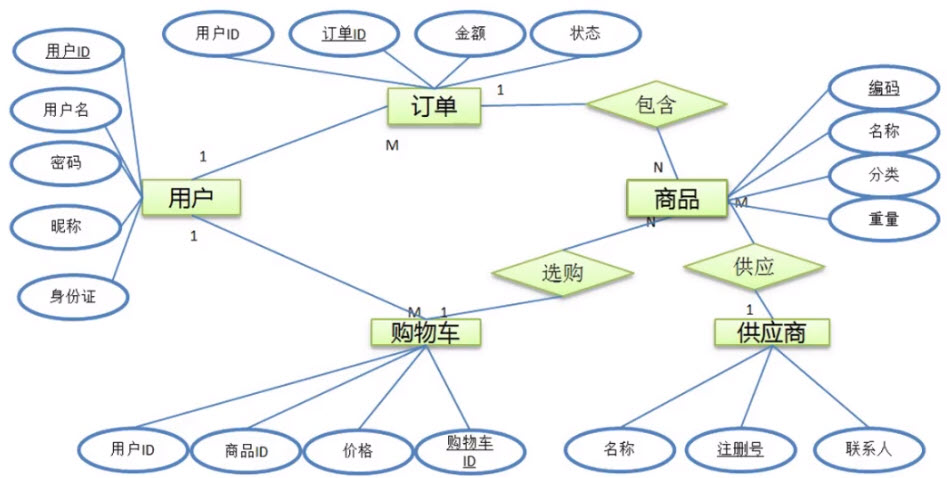 用户ID
订单ID
金额
状态
用户ID
用户名
密码
昵称
身份证
订单
1
包含
M
N
1
用户
1
商品
M
N
编码
名称
分类
重量
选购
供应
M
1
购物车
1
供应商
用户ID
商品ID
价格
购物车
ID
名称
注删号
联系人